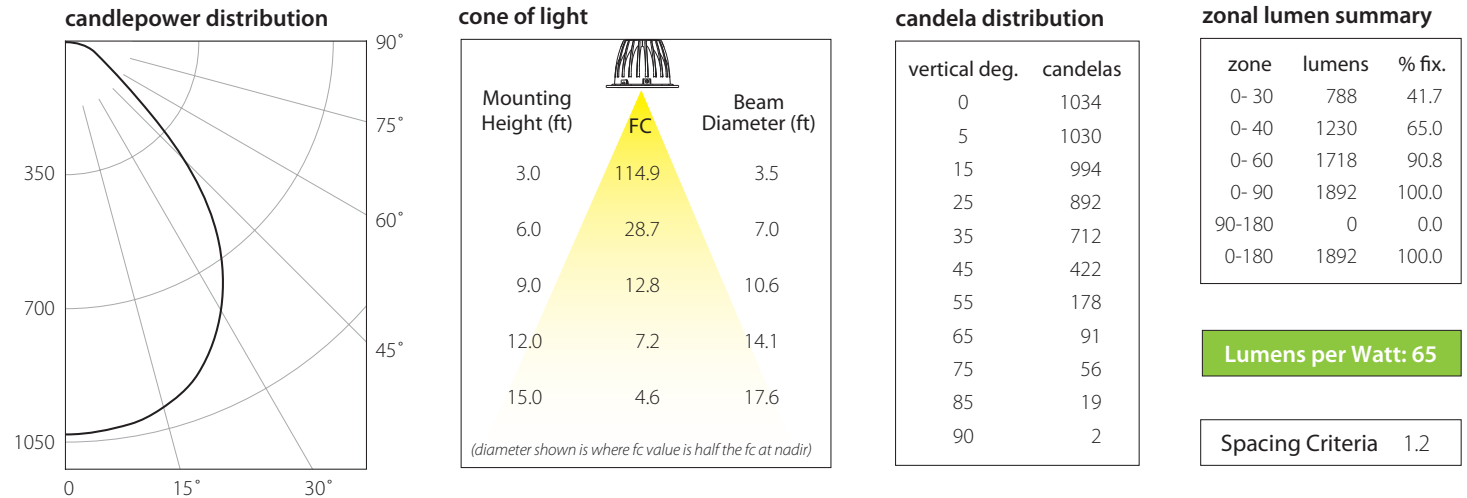 candlepower distribution
90˚
75˚
60˚
45˚
350
700
1050
0 15˚ 30˚
cone of light
Mounting
Height (ft)
FC
Beam
Diameter (ft)
3.0 114.9 3.5
6.0 28.7 7.0
9.0 12.8 10.6
12.0 7.2 14.1
15.0 4.6 17.6
(diameter shown is where fc value is half the fc at nadir)
candela distribution
vertical deg. candelas
0 1034
5 1030
15 994
25 892
35 712
45 422
55 178
65 91
75 56
85 19
90 2
zonal lumen summary
zone lumens % fix.
0- 30 788 41.7
0- 40 1230 65.0
0- 60 1718 90.8
0- 90 1892 100.0
90-180 0 0.0
0-180 1892 100.0
Lumens per Watt: 65
Spacing Criteria 1.2